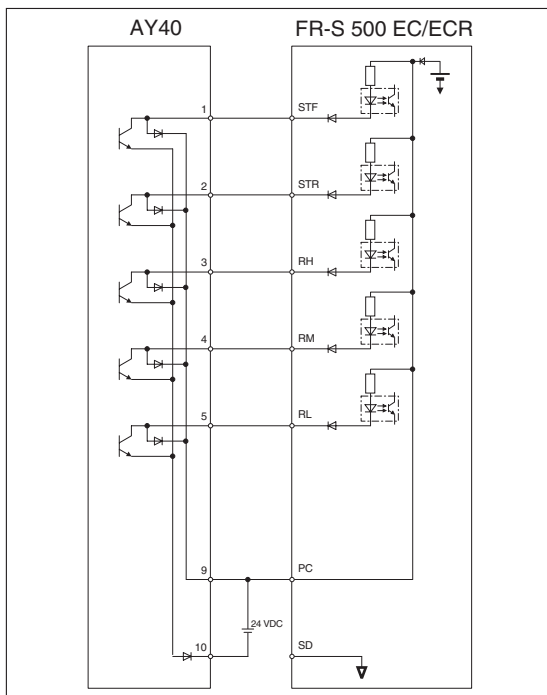 AY40 FR-S 500 EC/ECR
1 STF
2 STR
3 RH
4 RM
5 RL
9 PC
24 VDC
10 SD